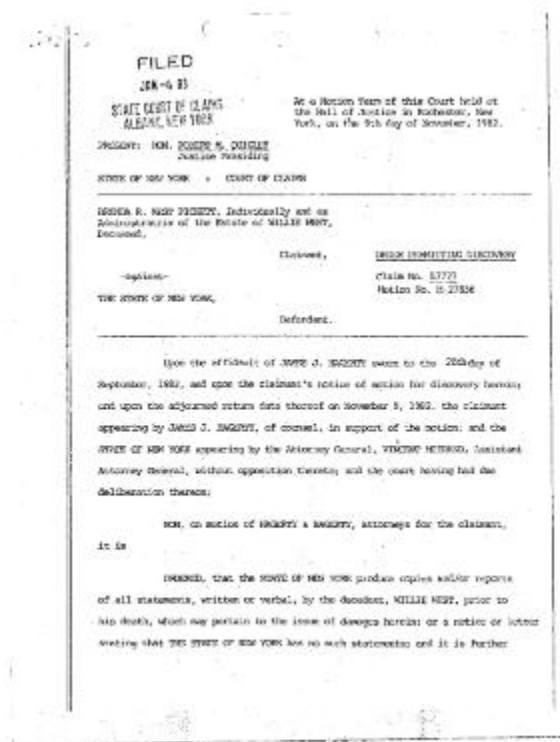 FILED
STATE COURT OF CLAIMS
ALBANY, NEW YORK
At a Motion Term of this Court held at
the Hall of Justice in Rochester, New
York, on the 9th day of November, 1982.
PRESENT: HON. JOSEPH M. QUIGLEY
Justice Presiding
STATE OF NEW YORK : COURT OF CLAIMS
Individually and as
Administratrix of the Estate of WILLIE WEST,
Deceased,
Claimant,
ORDER PERMITTING DISCOVERY
-against-
Claim No.
Motion No.
THE STATE OF NEW YORK,
Defendant.
Upon the affidavit of JAMES J. HAGERTY sworn to the 28th day of
September, 1982, and upon the claimant's notice of motion for discovery herein;
and upon the adjourned return date thereof on November 9, 1982, the claimant
appearing by JAMES J. HAGERTY, of counsel, in support of the motion; and the
STATE OF NEW YORK appearing by the Attorney General, VINCENT Assistant
Attorney General, without opposition thereto; and the court having had due
deliberation thereon;
NOW, on motion of HAGERTY & HAGERTY, attorneys for the claimant,
it is
ORDERED, that the STATE OF NEW YORK produce copies and/or reports
of all statements, written or verbal, by the decedent, WILLIE WEST, prior to
his death, which may pertain to the issue of damages herein; or a notice or letter
stating that THE STATE OF NEW YORK has no such statements; and it is further